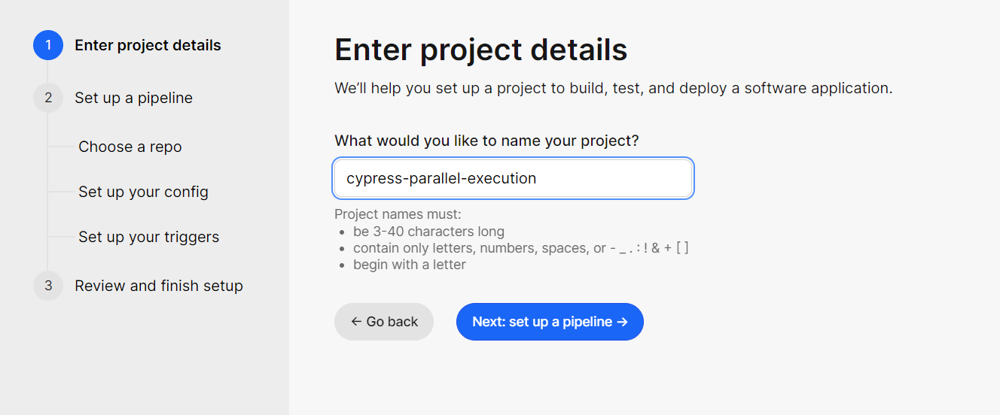 1 Enter project details
2 Set up a pipeline
Choose a repo
Set up your config
Set up your triggers
3 Review and finish setup
Enter project details
We’ll help you set up a project to build, test, and deploy a software application.
What would you like to name your project?
cypress-parallel-execution
Project names must:
• be 3-40 characters long
• contain only letters, numbers, spaces, or - _ . : ! & + [ ]
• begin with a letter
← Go back
Next: set up a pipeline →